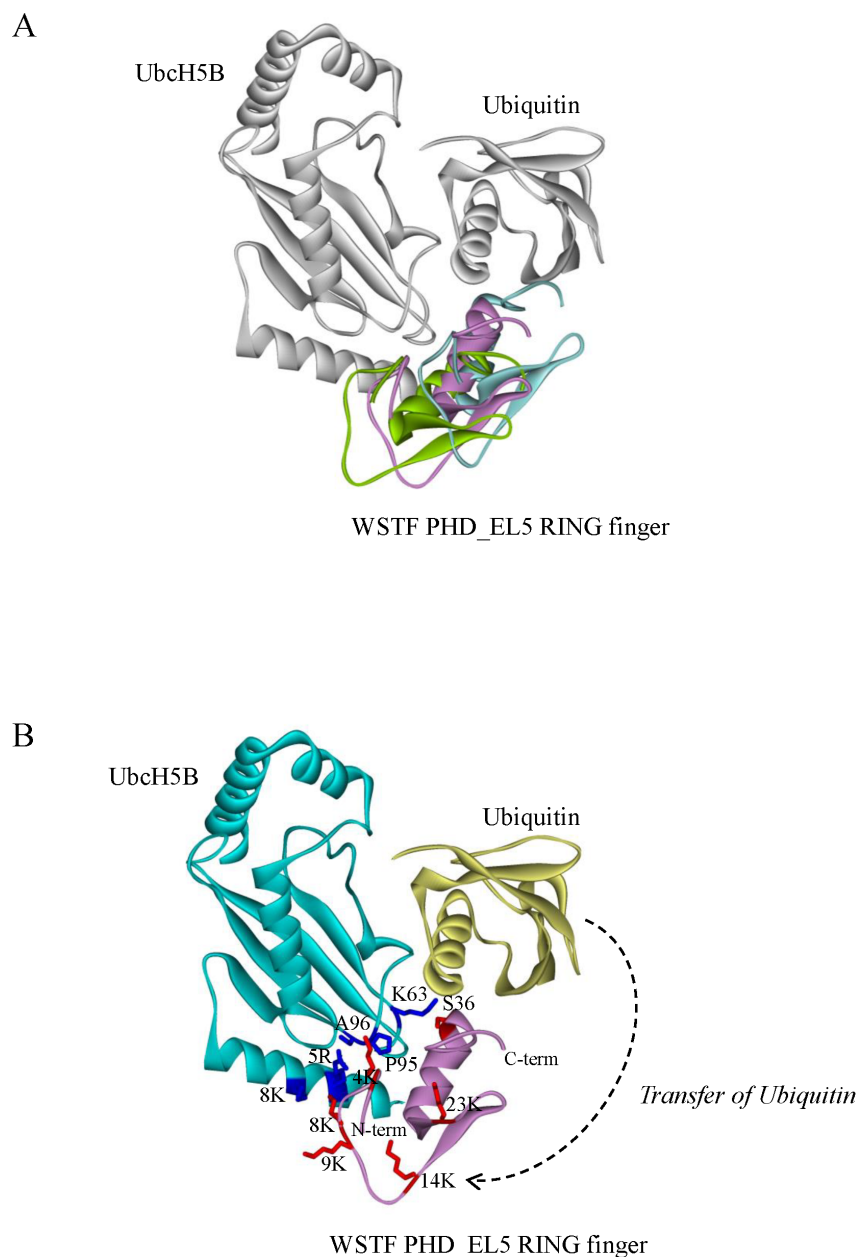 A
UbcH5B
Ubiquitin
WSTF PHD_EL5 RING finger
B
UbcH5B
Ubiquitin
K63
S36
A96
P95
C-term
5R
4K
8K
23K
8K
N-term
9K
14K
Transfer of Ubiquitin
WSTF PHD_EL5 RING finger